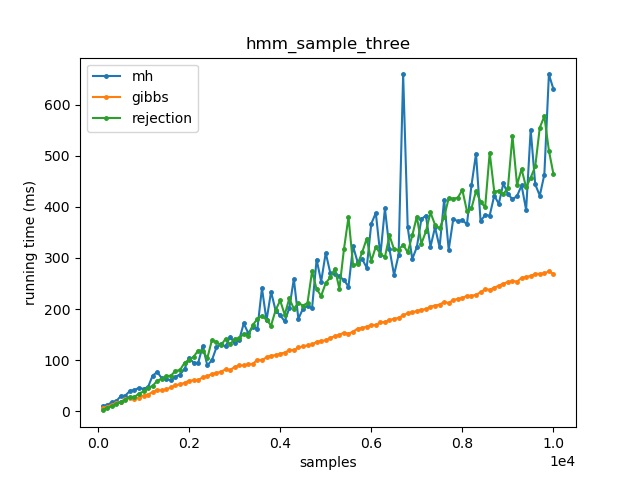 hmm_sample_three
mh
gibbs
rejection
running time (ms)
600
500
400
300
200
100
0
0.0 0.2 0.4 0.6 0.8 1.0
1e4
samples